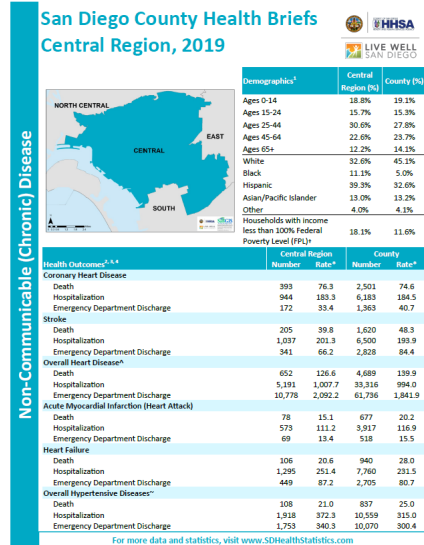 San Diego County Health Briefs
Central Region, 2019
HHSA
LIVE WELL
SAN DIEGO
Non-Communicable (Chronic) Disease
NORTH CENTRAL
EAST
CENTRAL
SOUTH
Demographics¹ Central Region (%) County (%)
Ages 0-14 18.8% 19.1%
Ages 15-24 15.7% 15.3%
Ages 25-44 30.6% 27.8%
Ages 45-64 22.6% 23.7%
Ages 65+ 12.2% 14.1%
White 32.6% 45.1%
Black 11.1% 5.0%
Hispanic 39.3% 32.6%
Asian/Pacific Islander 13.0% 13.2%
Other 4.0% 4.1%
Households with income
less than 100% Federal 18.1% 11.6%
Poverty Level (FPL)+
Central Region County
Health Outcomes²,³,⁴ Number Rate* Number Rate*
Coronary Heart Disease
Death 393 76.3 2,501 74.6
Hospitalization 944 183.3 6,183 184.5
Emergency Department Discharge 172 33.4 1,363 40.7
Stroke
Death 205 39.8 1,620 48.3
Hospitalization 1,037 201.3 6,500 193.9
Emergency Department Discharge 341 66.2 2,828 84.4
Overall Heart Disease^
Death 652 126.6 4,689 139.9
Hospitalization 5,191 1,007.7 33,316 994.0
Emergency Department Discharge 10,778 2,092.2 61,736 1,841.9
Acute Myocardial Infarction (Heart Attack)
Death 78 15.1 677 20.2
Hospitalization 573 111.2 3,917 116.9
Emergency Department Discharge 69 13.4 518 15.5
Heart Failure
Death 106 20.6 940 28.0
Hospitalization 1,295 251.4 7,760 231.5
Emergency Department Discharge 449 87.2 2,705 80.7
Overall Hypertensive Diseases~
Death 108 21.0 837 25.0
Hospitalization 1,918 372.3 10,559 315.0
Emergency Department Discharge 1,753 340.3 10,070 300.4
For more data and statistics, visit www.SDHealthStatistics.com